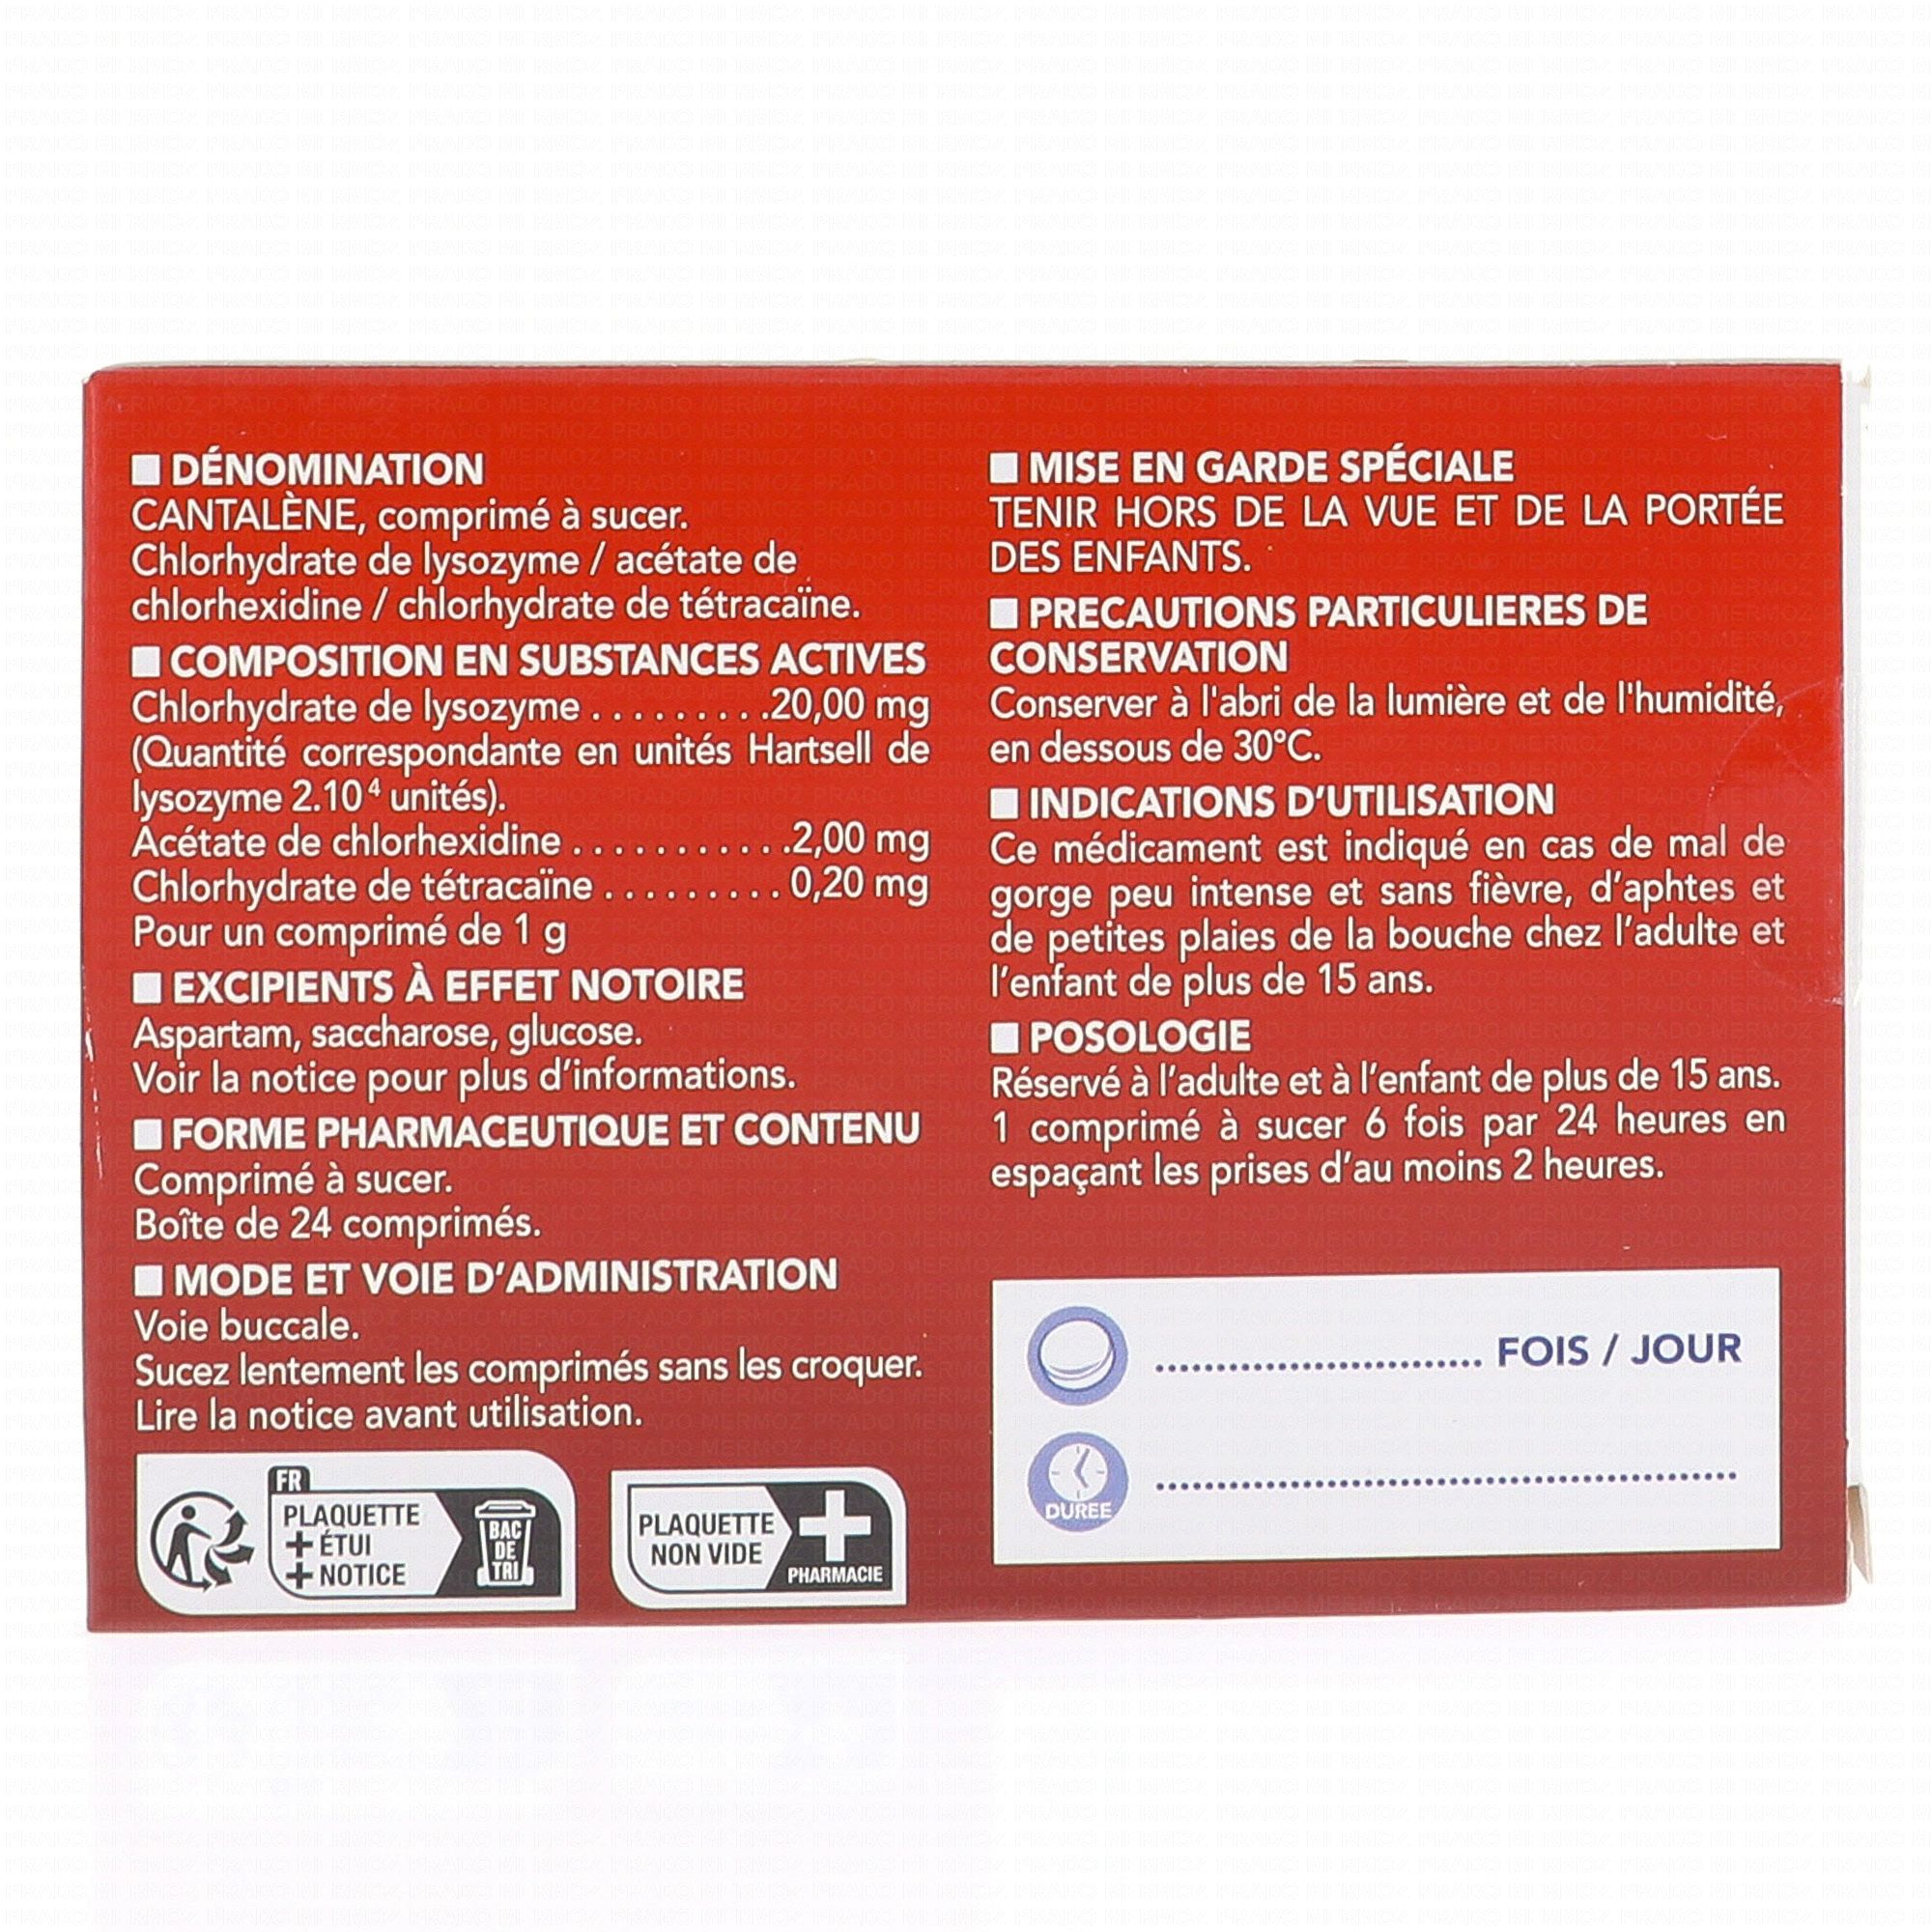 DÉNOMINATION
CANTALÈNE, comprimé à sucer.
Chlorhydrate de lysozyme / acétate de
chlorhexidine / chlorhydrate de tétracaïne.
COMPOSITION EN SUBSTANCES ACTIVES
Chlorhydrate de lysozyme . . . . . . . . .20,00 mg
(Quantité correspondante en unités Hartsell de
lysozyme 2.10⁴ unités).
Acétate de chlorhexidine . . . . . . . . . . .2,00 mg
Chlorhydrate de tétracaïne . . . . . . . . . 0,20 mg
Pour un comprimé de 1 g
EXCIPIENTS À EFFET NOTOIRE
Aspartam, saccharose, glucose.
Voir la notice pour plus d’informations.
FORME PHARMACEUTIQUE ET CONTENU
Comprimé à sucer.
Boîte de 24 comprimés.
MODE ET VOIE D’ADMINISTRATION
Voie buccale.
Sucez lentement les comprimés sans les croquer.
Lire la notice avant utilisation.
FR
PLAQUETTE
+ ÉTUI
+ NOTICE
BAC
DE
TRI
PLAQUETTE
NON VIDE
PHARMACIE
MISE EN GARDE SPÉCIALE
TENIR HORS DE LA VUE ET DE LA PORTÉE
DES ENFANTS.
PRECAUTIONS PARTICULIERES DE
CONSERVATION
Conserver à l'abri de la lumière et de l'humidité,
en dessous de 30°C.
INDICATIONS D’UTILISATION
Ce médicament est indiqué en cas de mal de
gorge peu intense et sans fièvre, d’aphtes et
de petites plaies de la bouche chez l’adulte et
l’enfant de plus de 15 ans.
POSOLOGIE
Réservé à l’adulte et à l’enfant de plus de 15 ans.
1 comprimé à sucer 6 fois par 24 heures en
espaçant les prises d’au moins 2 heures.
FOIS / JOUR
DUREE